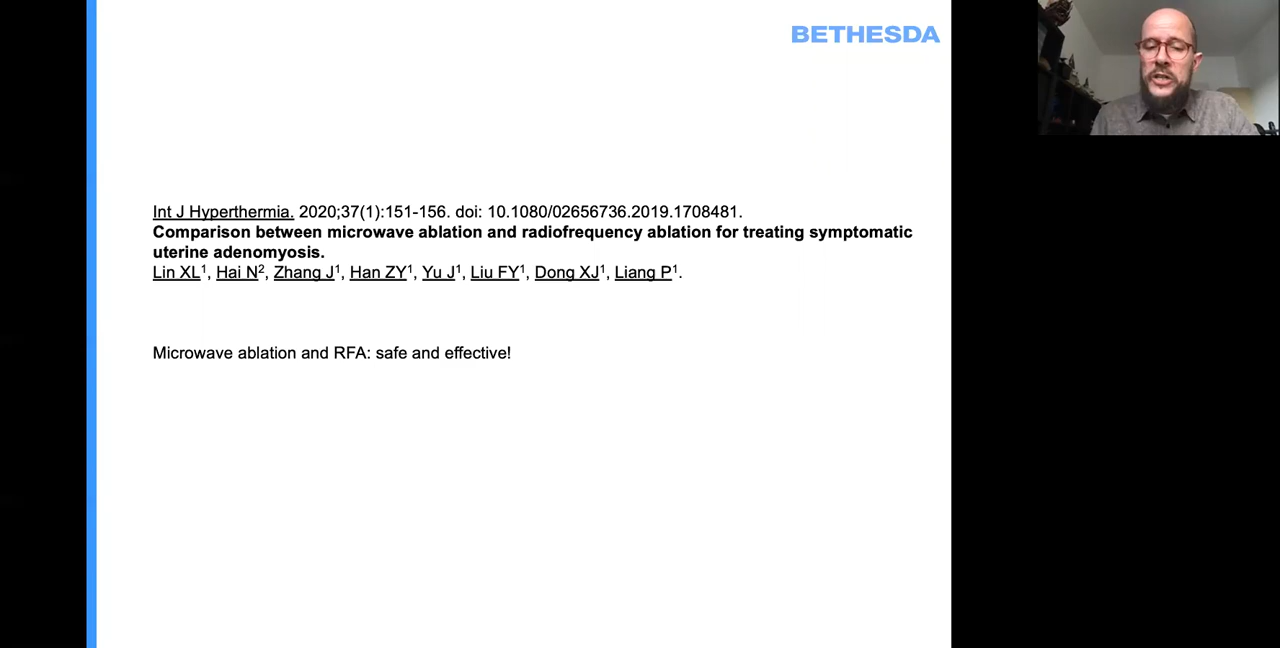 BETHESDA
Int J Hyperthermia. 2020;37(1):151-156. doi: 10.1080/02656736.2019.1708481.
Comparison between microwave ablation and radiofrequency ablation for treating symptomatic
uterine adenomyosis.
Lin XL¹, Hai N², Zhang J¹, Han ZY¹, Yu J¹, Liu FY¹, Dong XJ¹, Liang P¹.
Microwave ablation and RFA: safe and effective!